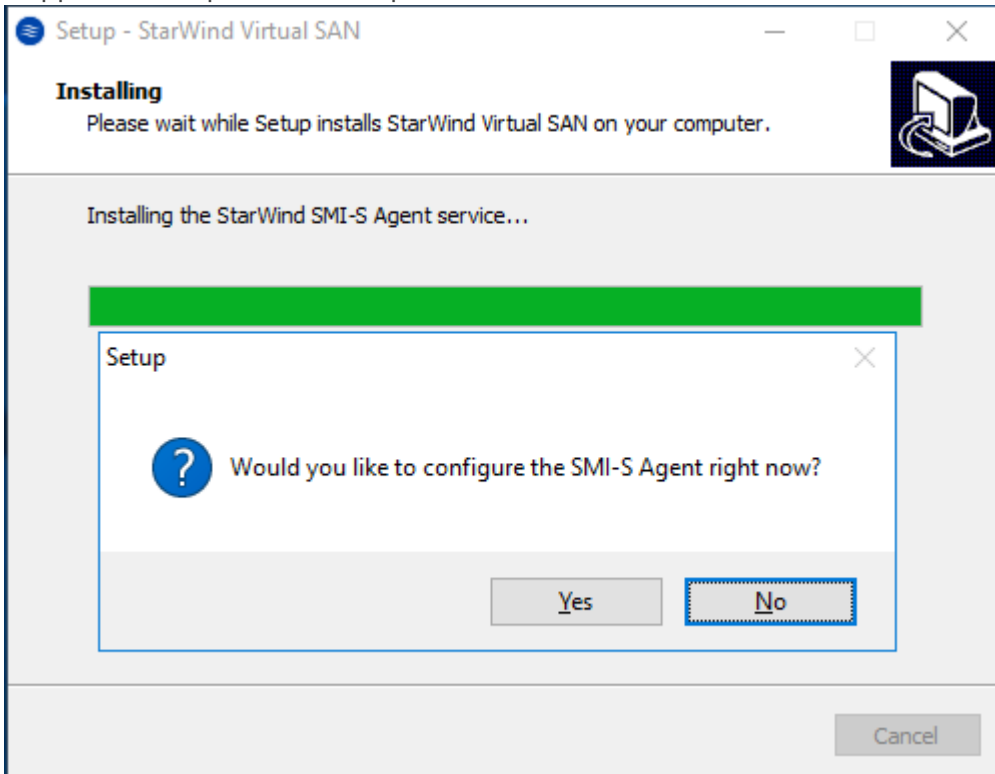 Setup - StarWind Virtual SAN
Installing
Please wait while Setup installs StarWind Virtual SAN on your computer.
Installing the StarWind SMI-S Agent service...
Setup
Would you like to configure the SMI-S Agent right now?
Yes No
Cancel